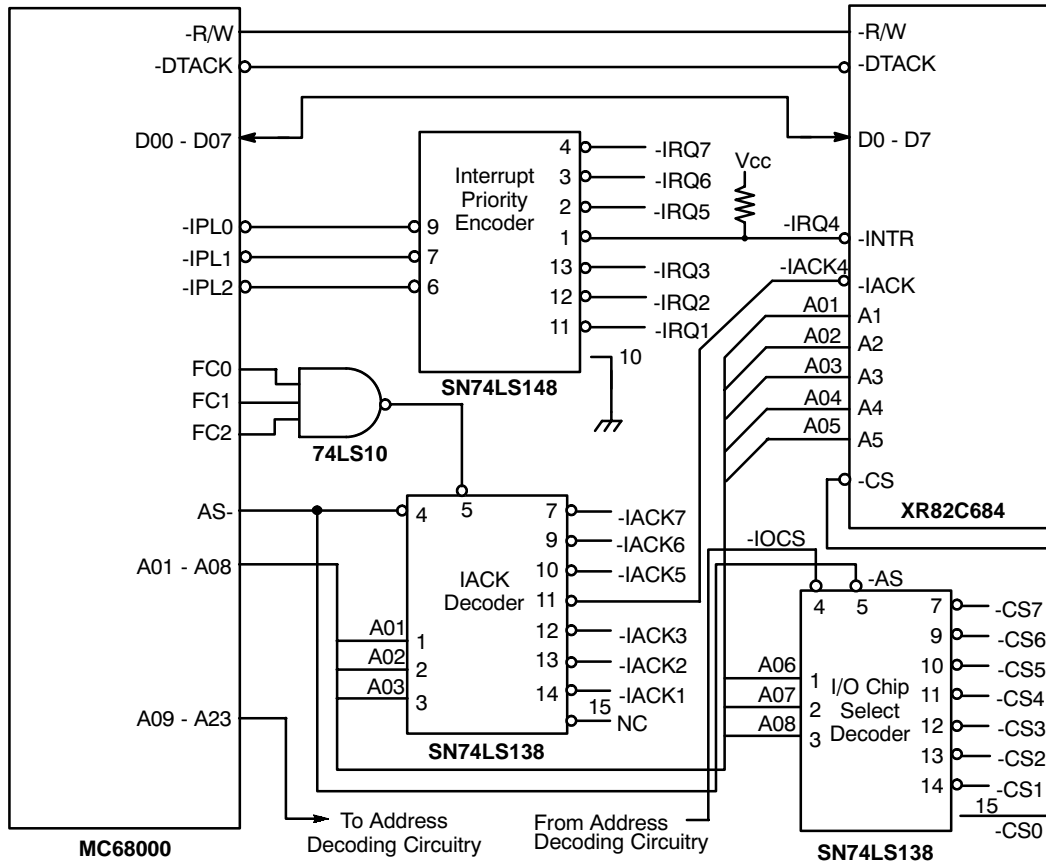 -R/W
-DTACK
D00 - D07
-IPL0
-IPL1
-IPL2
FC0
FC1
FC2
AS-
A01 - A08
A09 - A23
MC68000
Interrupt
Priority
Encoder
9
7
6
4
3
2
1
13
12
11
10
-IRQ7
-IRQ6
-IRQ5
-IRQ4
-IRQ3
-IRQ2
-IRQ1
SN74LS148
Vcc
74LS10
IACK
Decoder
4
5
A01
A02
A03
1
2
3
7
9
10
11
12
13
14
15
-IACK7
-IACK6
-IACK5
-IACK4
-IACK3
-IACK2
-IACK1
NC
SN74LS138
To Address
Decoding Circuitry
From Address
Decoding Circuitry
-R/W
-DTACK
D0 - D7
-INTR
-IACK
A01
A02
A03
A04
A05
A1
A2
A3
A4
A5
-CS
XR82C684
-IOCS
-AS
4
5
A06
A07
A08
1
2
3
I/O Chip
Select
Decoder
7
9
10
11
12
13
14
15
-CS7
-CS6
-CS5
-CS4
-CS3
-CS2
-CS1
-CS0
SN74LS138